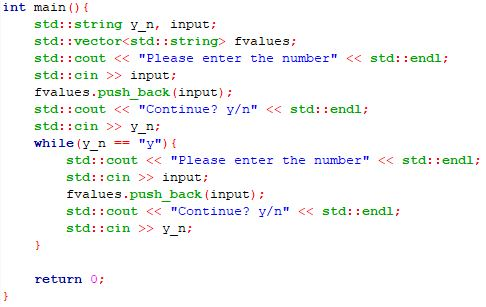 int main(){
    std::string y_n, input;
    std::vector<std::string> fvalues;
    std::cout << "Please enter the number" << std::endl;
    std::cin >> input;
    fvalues.push_back(input);
    std::cout << "Continue? y/n" << std::endl;
    std::cin >> y_n;
    while(y_n == "y"){
        std::cout << "Please enter the number" << std::endl;
        std::cin >> input;
        fvalues.push_back(input);
        std::cout << "Continue? y/n" << std::endl;
        std::cin >> y_n;
    }

    return 0;
}